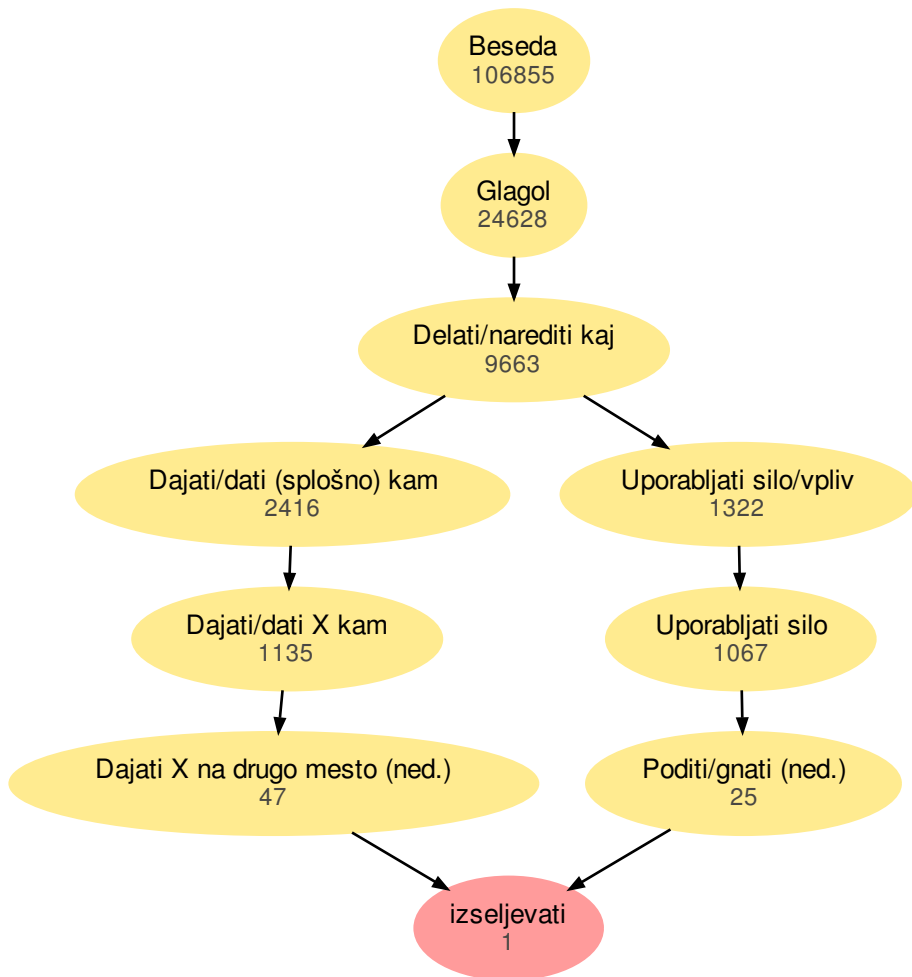 Beseda
106855
Glagol
24628
Delati/narediti kaj
9663
Dajati/dati (splošno) kam
2416
Uporabljati silo/vpliv
1322
Dajati/dati X kam
1135
Uporabljati silo
1067
Dajati X na drugo mesto (ned.)
47
Poditi/gnati (ned.)
25
izseljevati
1